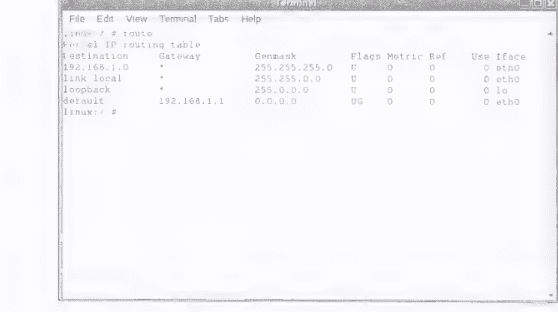 Terminal
File Edit View Terminal Tabs Help
linux:/ # route
Kernel IP routing table
Destination Gateway Genmask Flags Metric Ref Use Iface
192.168.1.0 * 255.255.255.0 U 0 0 0 eth0
link-local * 255.255.0.0 U 0 0 0 eth0
loopback * 255.0.0.0 U 0 0 0 lo
default 192.168.1.1 0.0.0.0 UG 0 0 0 eth0
linux:/ #